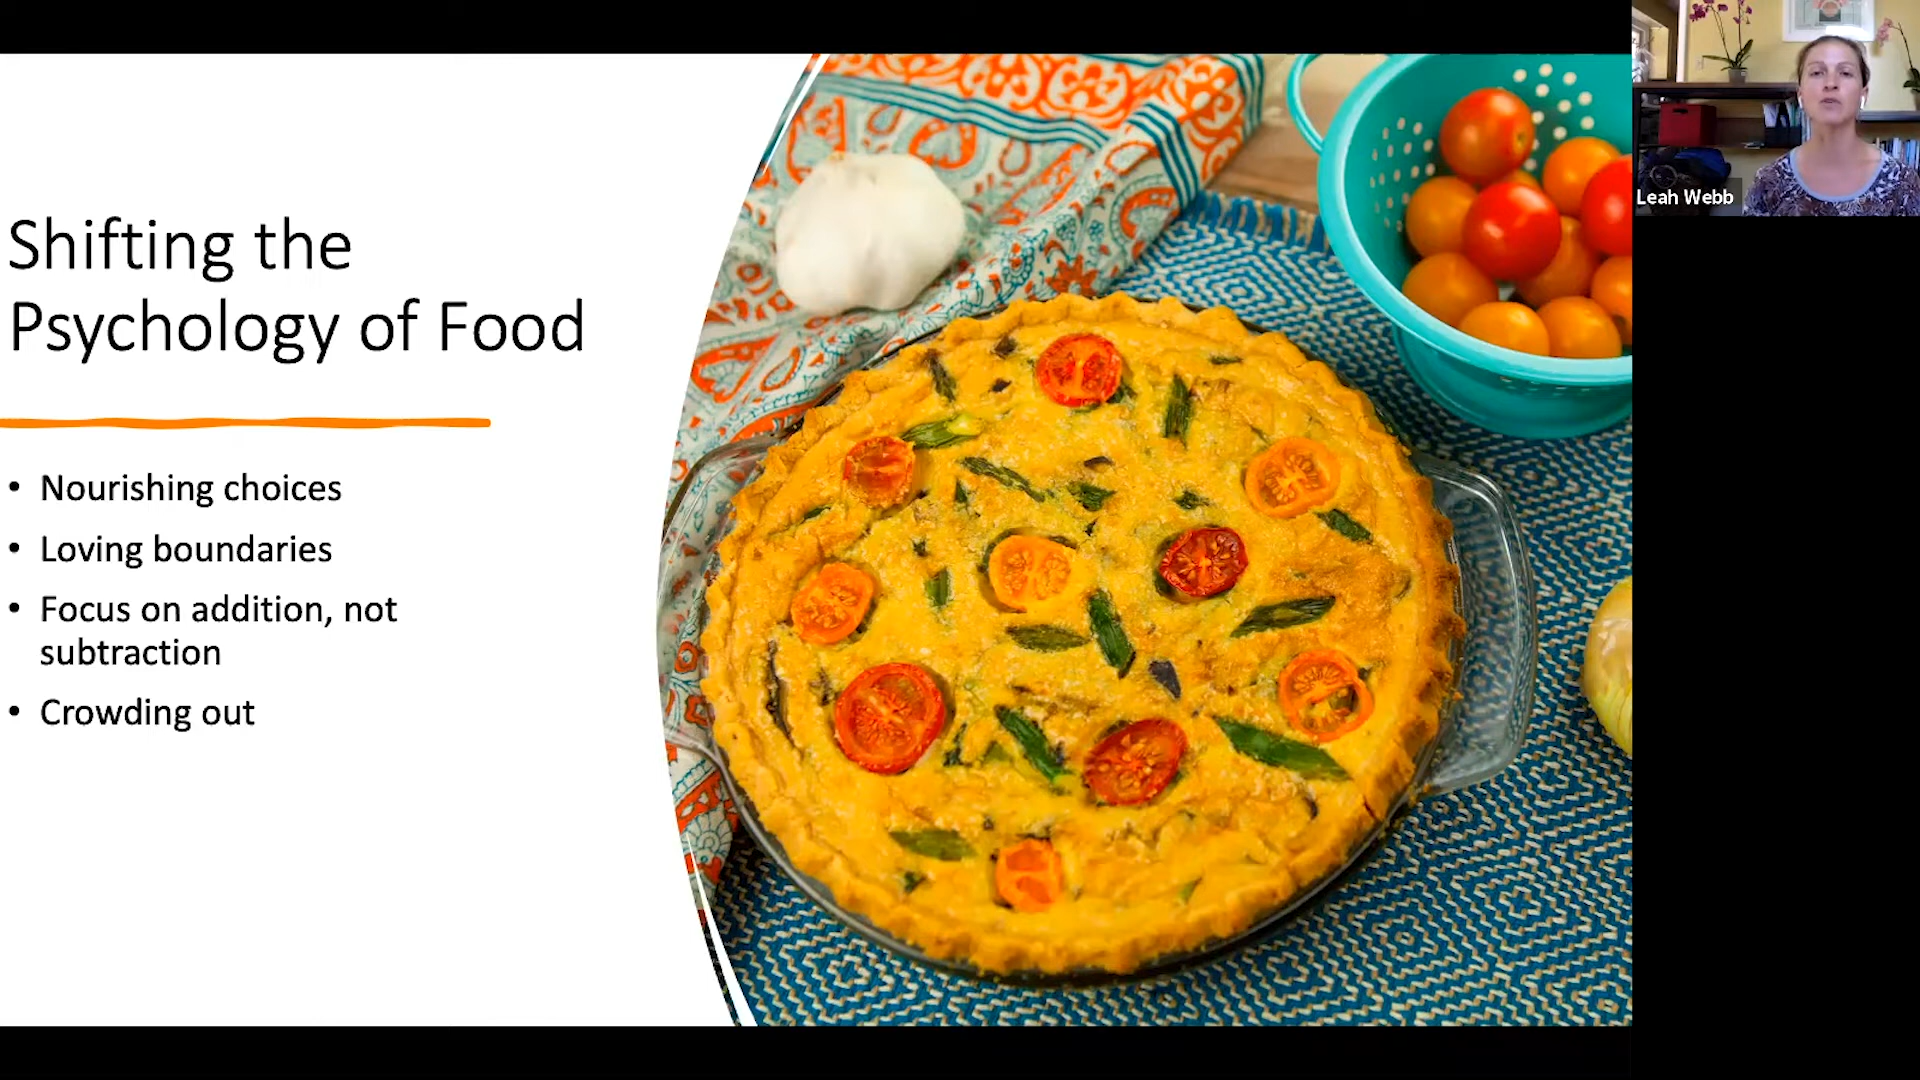 Shifting the
Psychology of Food
• Nourishing choices
• Loving boundaries
• Focus on addition, not
subtraction
• Crowding out
Leah Webb